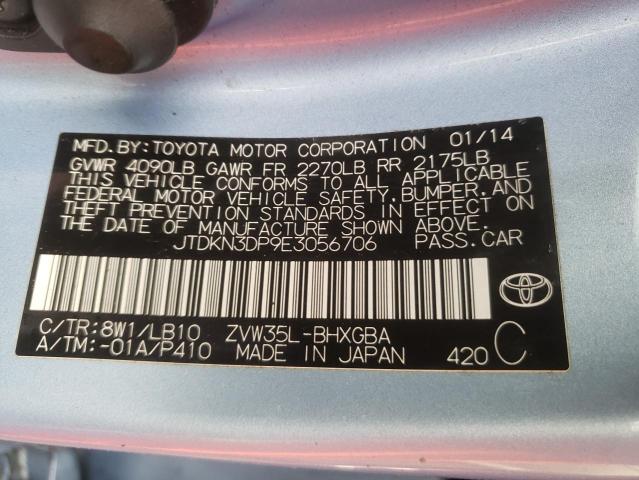 MFD. BY: TOYOTA MOTOR CORPORATION 01/14
GVWR 4090LB GAWR FR 2270LB RR 2175LB
THIS VEHICLE CONFORMS TO ALL APPLICABLE
FEDERAL MOTOR VEHICLE SAFETY, BUMPER, AND
THEFT PREVENTION STANDARDS IN EFFECT ON
THE DATE OF MANUFACTURE SHOWN ABOVE.
JTDKN3DP9E3056706 PASS. CAR
C/TR: 8W1/LB10 ZVW35L-BHXGBA
A/TM: -01A/P410 MADE IN JAPAN 420 C